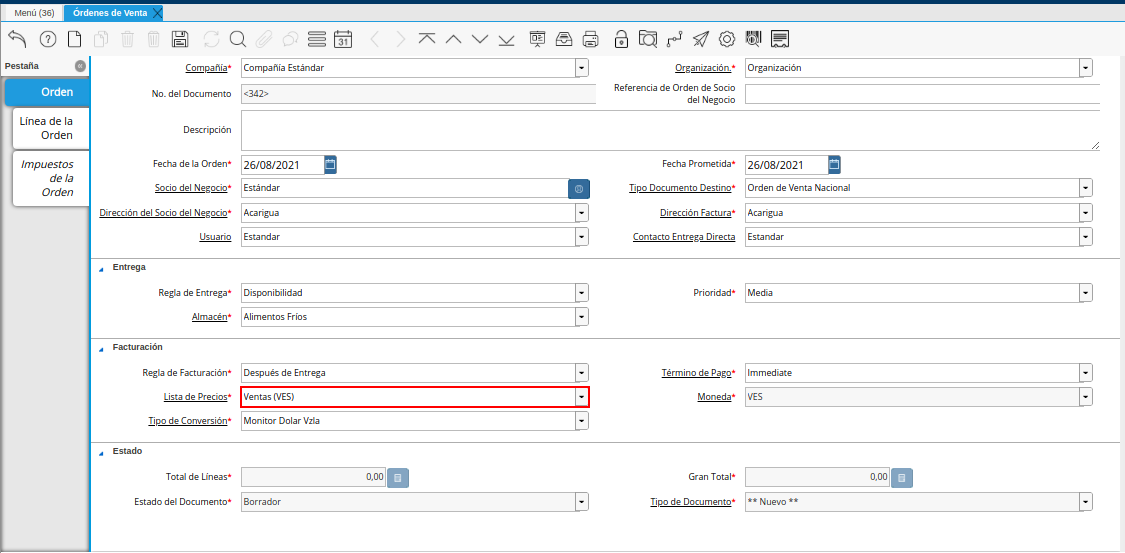 Menú (36) Órdenes de Venta
31
Pestaña
Orden
Línea de la
Orden
Impuestos
de la
Orden
Compañía* Compañía Estándar Organización.* Organización
No. del Documento <342> Referencia de Orden de Socio
del Negocio
Descripción
Fecha de la Orden* 26/08/2021 Fecha Prometida* 26/08/2021
Socio del Negocio* Estándar Tipo Documento Destino* Orden de Venta Nacional
Dirección del Socio del Negocio* Acarigua Dirección Factura* Acarigua
Usuario Estandar Contacto Entrega Directa Estandar
Entrega
Regla de Entrega* Disponibilidad Prioridad* Media
Almacén* Alimentos Fríos
Facturación
Regla de Facturación* Después de Entrega Término de Pago* Immediate
Lista de Precios* Ventas (VES) Moneda* VES
Tipo de Conversión* Monitor Dolar Vzla
Estado
Total de Líneas* 0,00 Gran Total* 0,00
Estado del Documento* Borrador Tipo de Documento* ** Nuevo **